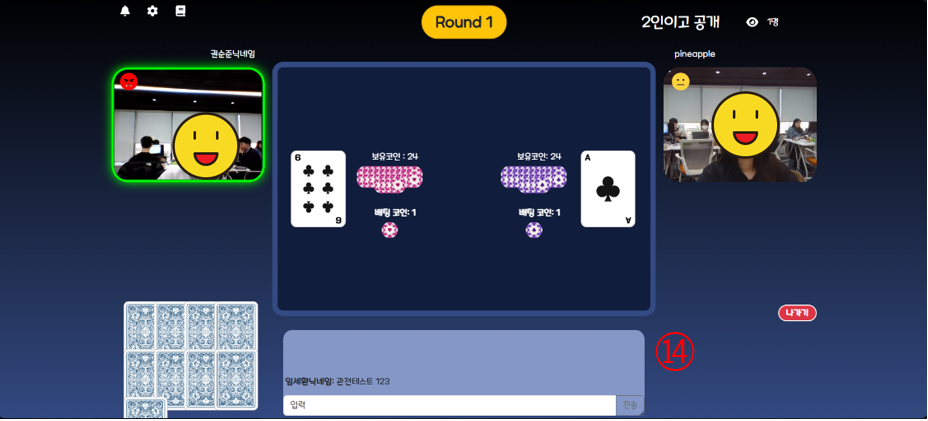 Round 1
2인이고 공개
1명
권순준닉네임
pineapple
6
보유코인 : 24
배팅 코인: 1
9
보유코인: 24
배팅 코인: 1
A
A
나가기
⑭
임세환닉네임: 관전테스트 123
입력
전송